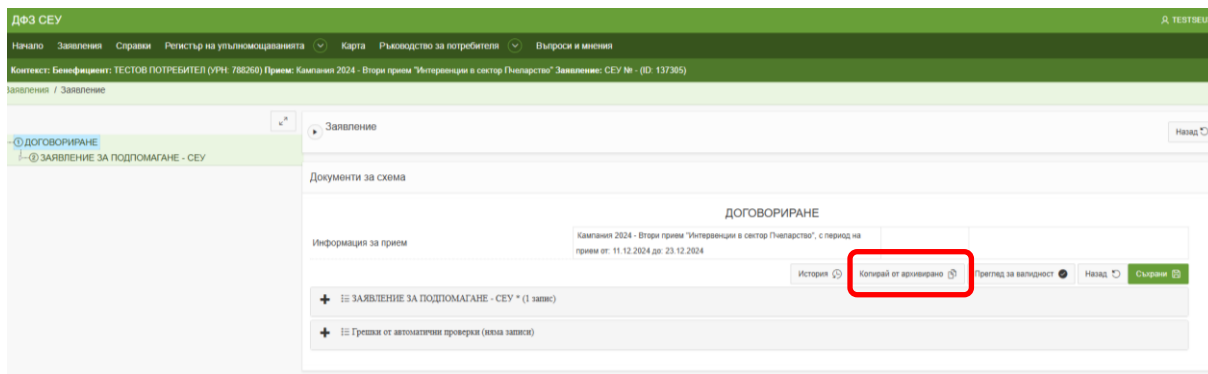 ДФЗ СЕУ
TESTSEU
Начало Заявления Справки Регистър на упълномощаванията Карта Ръководство за потребителя Въпроси и мнения
Контекст: Бенефициент: ТЕСТОВ ПОТРЕБИТЕЛ (УРН: 788260) Прием: Кампания 2024 - Втори прием "Интервенции в сектор Пчеларство" Заявление: СЕУ № - (ID: 137305)
Заявления / Заявление
1 ДОГОВОРИРАНЕ
2 ЗАЯВЛЕНИЕ ЗА ПОДПОМАГАНЕ - СЕУ
Заявление
Назад
Документи за схема
ДОГОВОРИРАНЕ
Информация за прием
Кампания 2024 - Втори прием "Интервенции в сектор Пчеларство", с период на
прием от: 11.12.2024 до: 23.12.2024
История Копирай от архивирано Преглед за валидност Назад Съхрани
ЗАЯВЛЕНИЕ ЗА ПОДПОМАГАНЕ - СЕУ * (1 запис)
Грешки от автоматични проверки (няма записи)